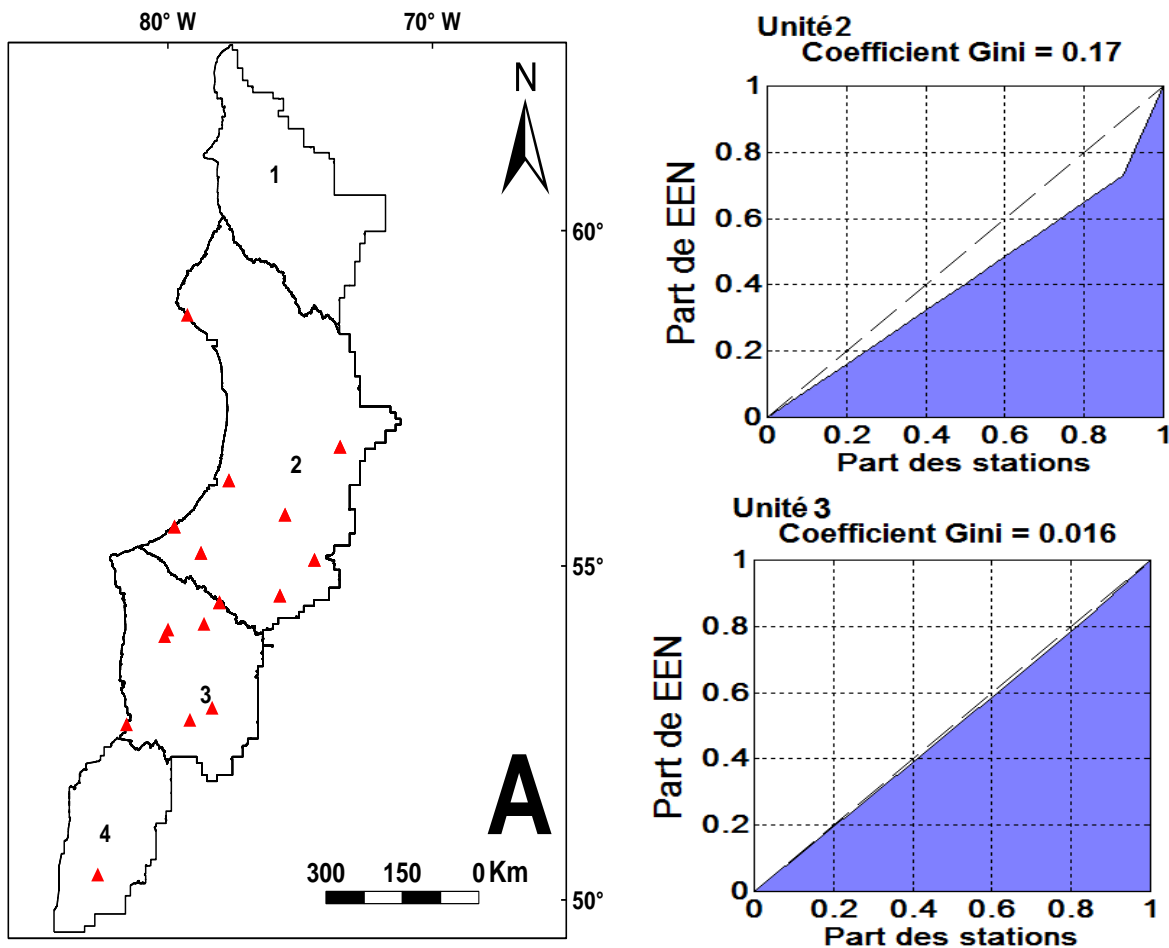 80° W
70° W
N
1
60°
2
55°
3
4
A
300 150 0 Km
50°
Unité 2
Coefficient Gini = 0.17
1
0.8
0.6
0.4
0.2
0
Part de EEN
0 0.2 0.4 0.6 0.8 1
Part des stations
Unité 3
Coefficient Gini = 0.016
1
0.8
0.6
0.4
0.2
0
Part de EEN
0 0.2 0.4 0.6 0.8 1
Part des stations